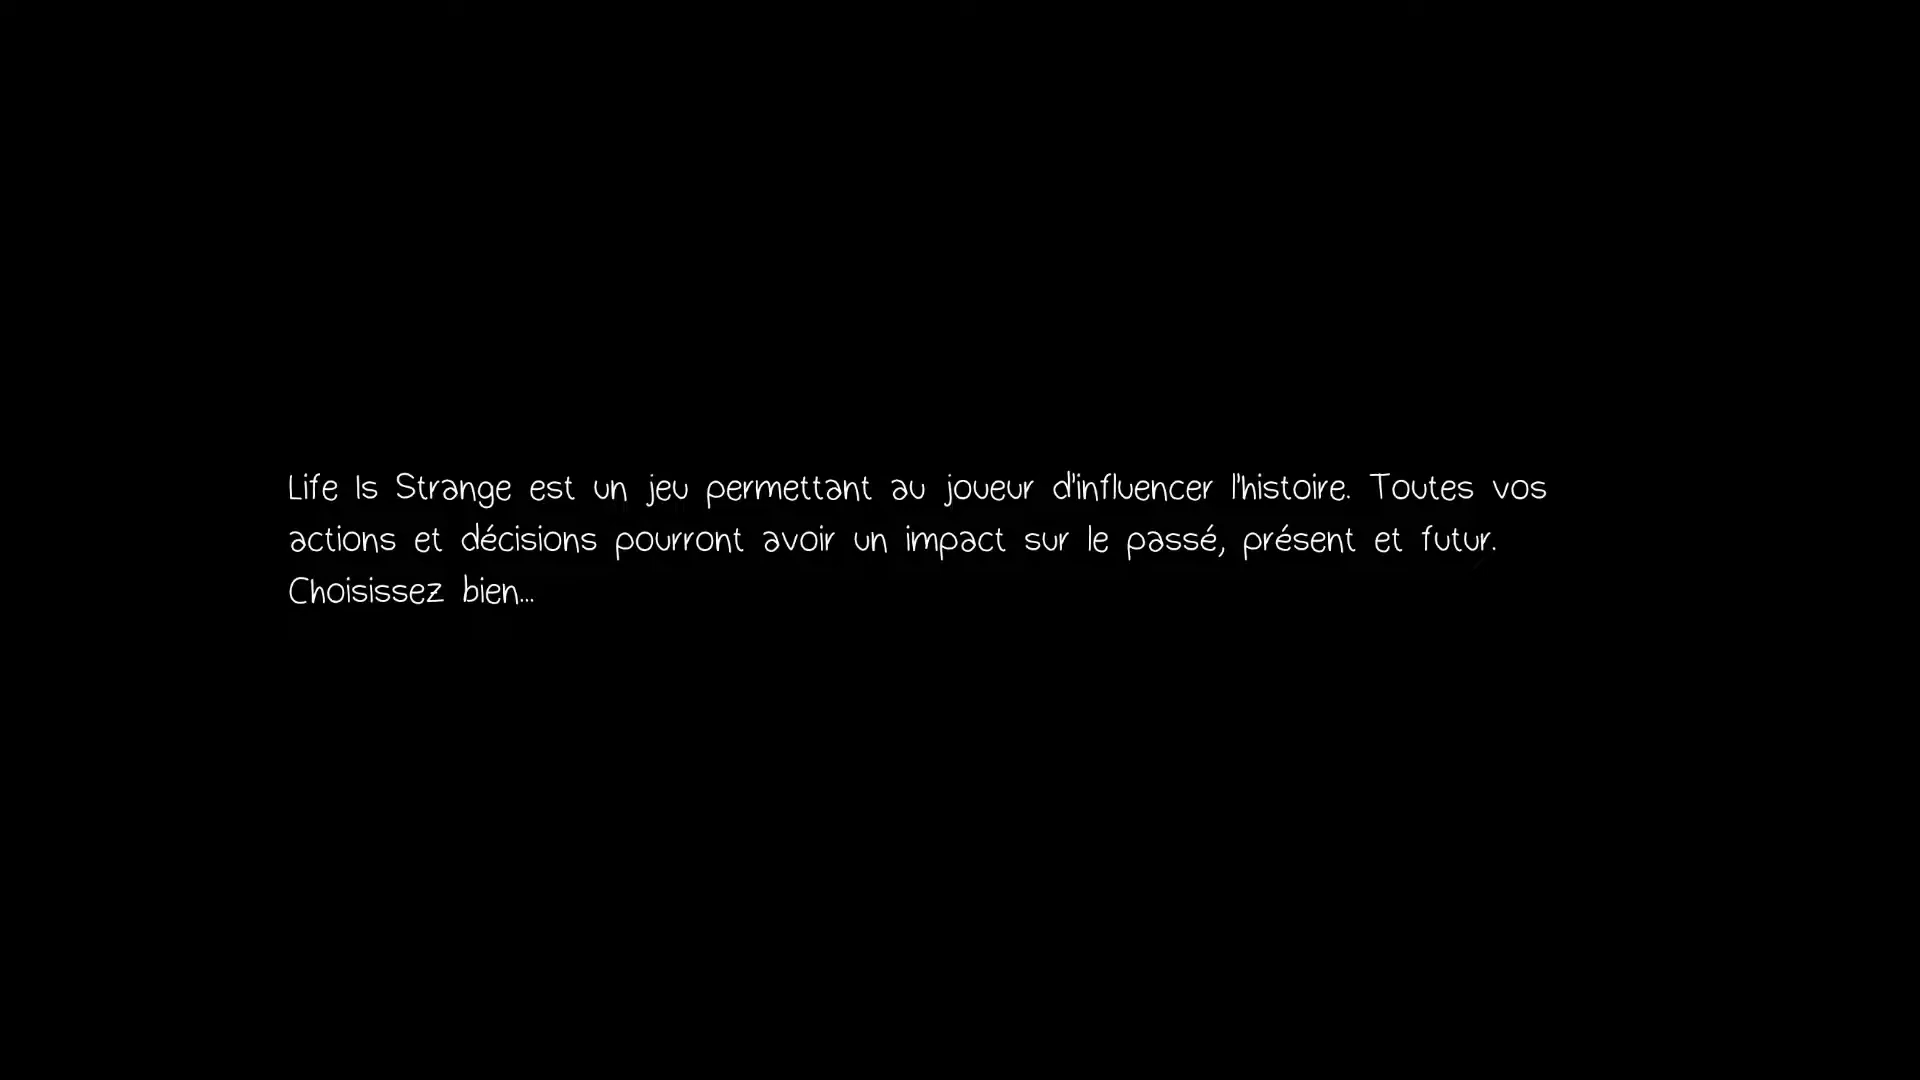 Life Is Strange est un jeu permettant au joueur d'influencer l'histoire. Toutes vos
actions et décisions pourront avoir un impact sur le passé, présent et futur.
Choisissez bien...